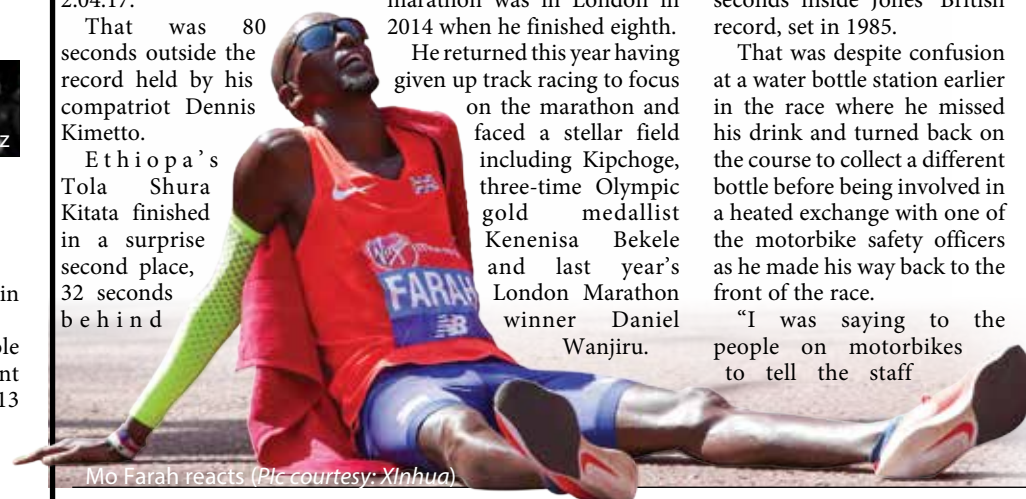 2.04.17.
That was 80
seconds outside the
record held by his
compatriot Dennis
Kimetto.
Ethiopa’s
Tola Shura
Kitata finished
in a surprise
second place,
32 seconds
behind
marathon was in London in
2014 when he finished eighth.
He returned this year having
given up track racing to focus
on the marathon and
faced a stellar field
including Kipchoge,
three-time Olympic
gold medallist
Kenenisa Bekele
and last year’s
London Marathon
winner Daniel
Wanjiru.
seconds inside Jones’ British
record, set in 1985.
That was despite confusion
at a water bottle station earlier
in the race where he missed
his drink and turned back on
the course to collect a different
bottle before being involved in
a heated exchange with one of
the motorbike safety officers
as he made his way back to the
front of the race.
“I was saying to the
people on motorbikes
to tell the staff
FARAH
Mo Farah reacts (Pic courtesy: XInhua)
z
in
nt
13